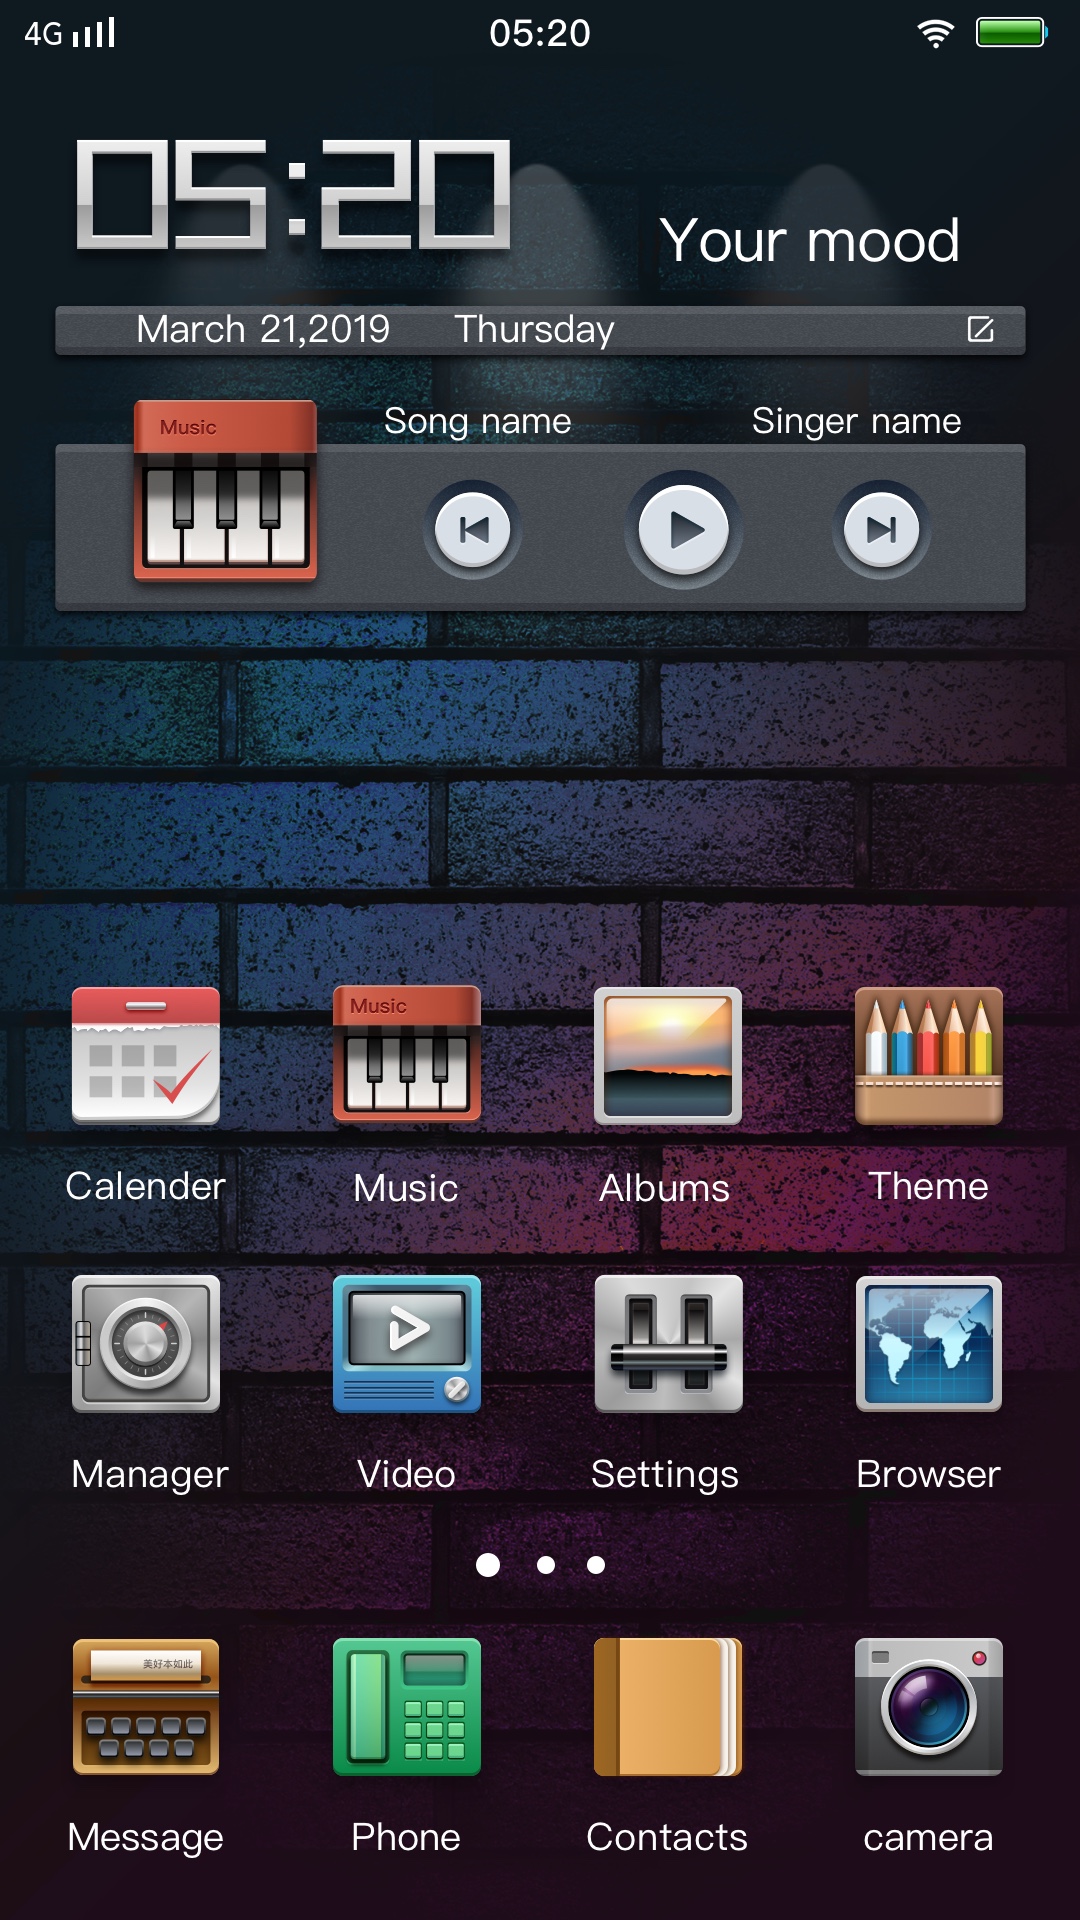 4G 05:20
05:20
Your mood
March 21,2019 Thursday
Song name Singer name
Music
Music
Calender Music Albums Theme
Manager Video Settings Browser
美好本如此
Message Phone Contacts camera